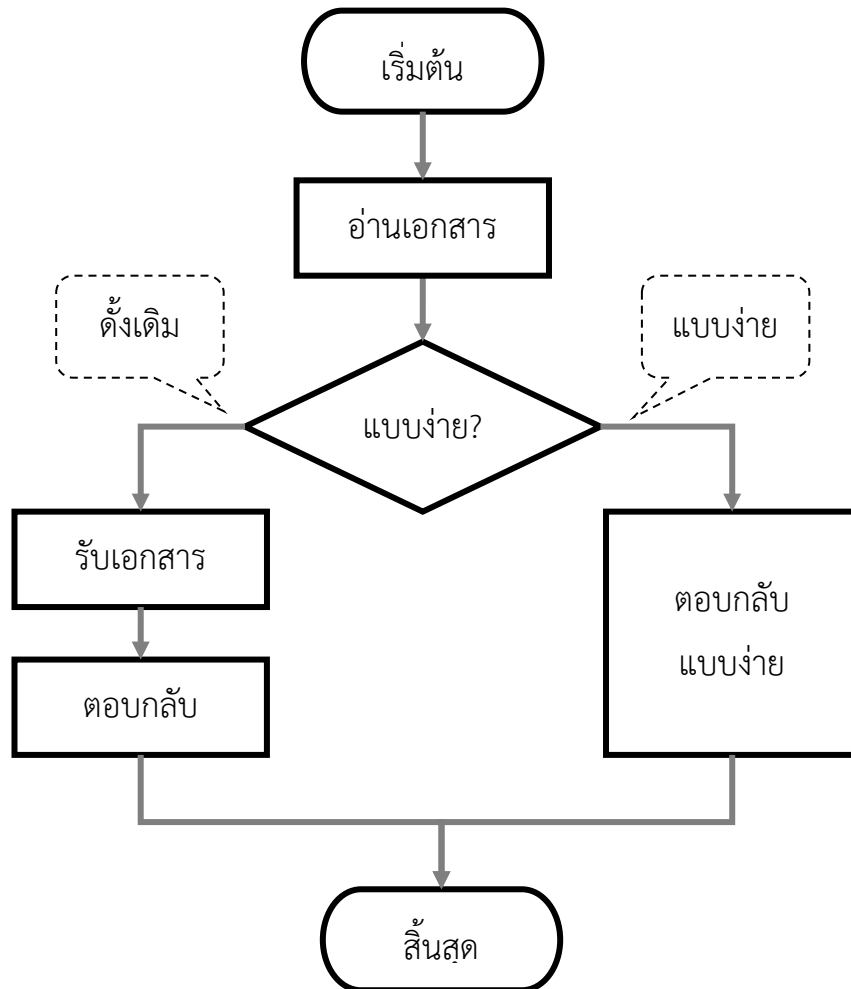 เริ่มต้น
อ่านเอกสาร
ดั้งเดิม
แบบง่าย
แบบง่าย?
รับเอกสาร
ตอบกลับ
แบบง่าย
ตอบกลับ
สิ้นสุด